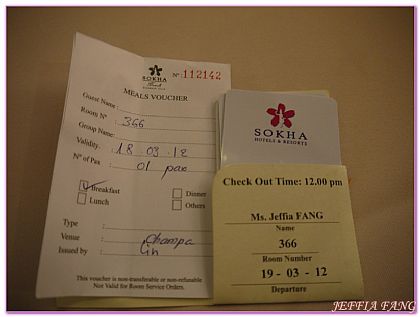 SOKHA
Nº: 112142
MEALS VOUCHER
Guest Name :
Room Nº : 366
Group Name:
Validity : 18 03 12
Nº of Pax : 01 pax
Breakfast
Dinner
Lunch
Others
Type :
Venue : Champa
Issued by : Lin
This voucher is non-transferable or non-refundable
Not Valid for Room Service Orders.
SOKHA
HOTELS & RESORTS
Check Out Time: 12.00 pm
Ms. Jeffia FANG
Name
366
Room Number
19 - 03 - 12
Departure
JEFFIA FANG